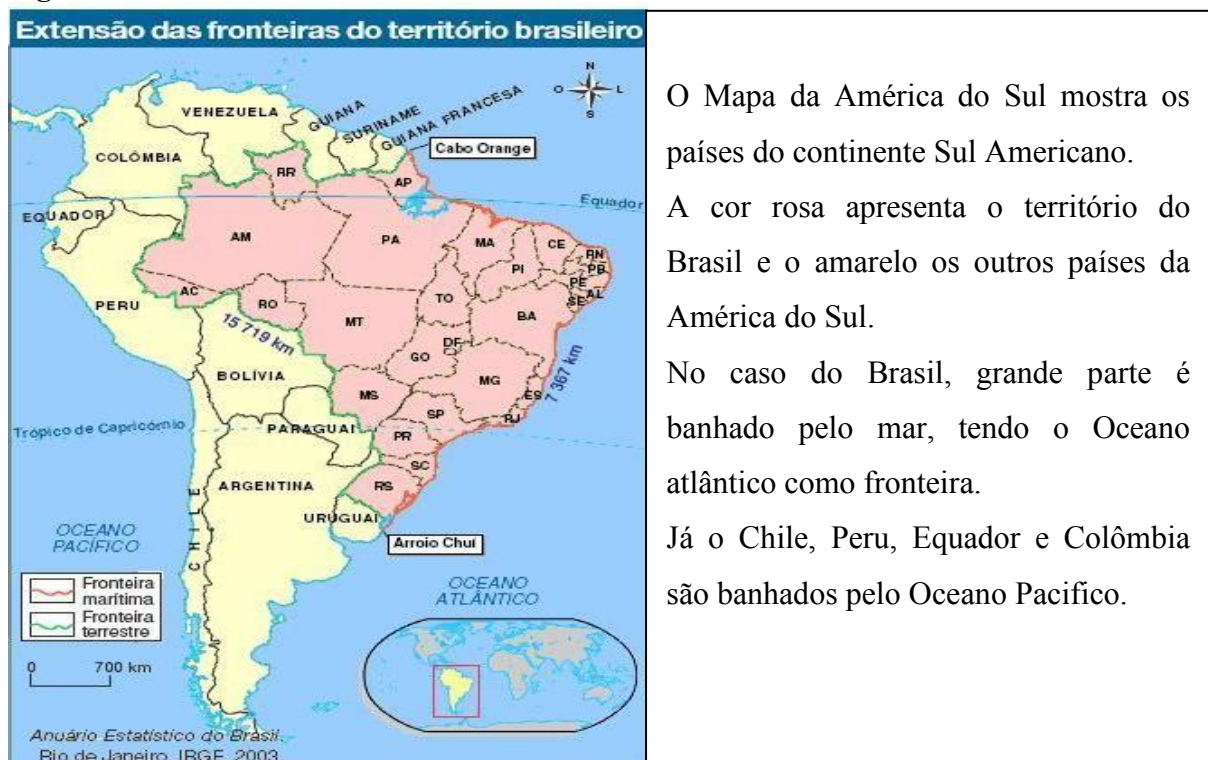 Extensão das fronteiras do território brasileiro
N
O
L
S
VENEZUELA
GUIANA
SURINAME
GUIANA FRANCESA
COLÔMBIA
Cabo Orange
RR
AP
Equador
EQUADOR
AM
PA
MA
CE
RN
PB
PI
PE
AL
SE
AC
RO
TO
PERU
BA
MT
15 719 km
DF
GO
BOLÍVIA
MG
7 367 km
ES
MS
SP
RJ
Trópico de Capricórnio
PARAGUAI
PR
SC
ARGENTINA
RS
URUGUAI
CHILE
OCEANO
PACÍFICO
Arroio Chuí
Fronteira
marítima
Fronteira
terrestre
OCEANO
ATLÂNTICO
0 700 km
Anuário Estatístico do Brasil.
Rio de Janeiro, IBGE, 2003
O Mapa da América do Sul mostra os
países do continente Sul Americano.
A cor rosa apresenta o território do
Brasil e o amarelo os outros países da
América do Sul.
No caso do Brasil, grande parte é
banhado pelo mar, tendo o Oceano
atlântico como fronteira.
Já o Chile, Peru, Equador e Colômbia
são banhados pelo Oceano Pacifico.